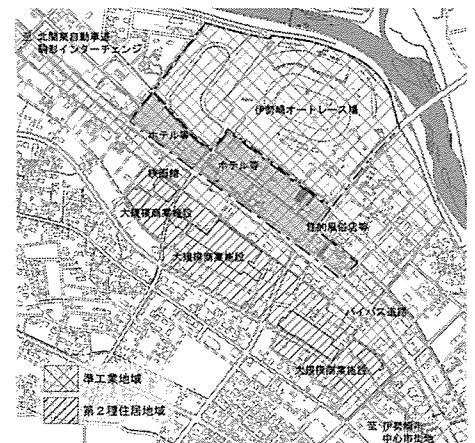 至 北関東自動車道
駒形インターチェンジ
伊勢崎オートレース場
ホテル等
ホテル等
映画館
大規模商業施設
性的風俗店等
大規模商業施設
バイパス道路
大規模商業施設
準工業地域
第2種住居地域
至 伊勢崎市
中心市街地